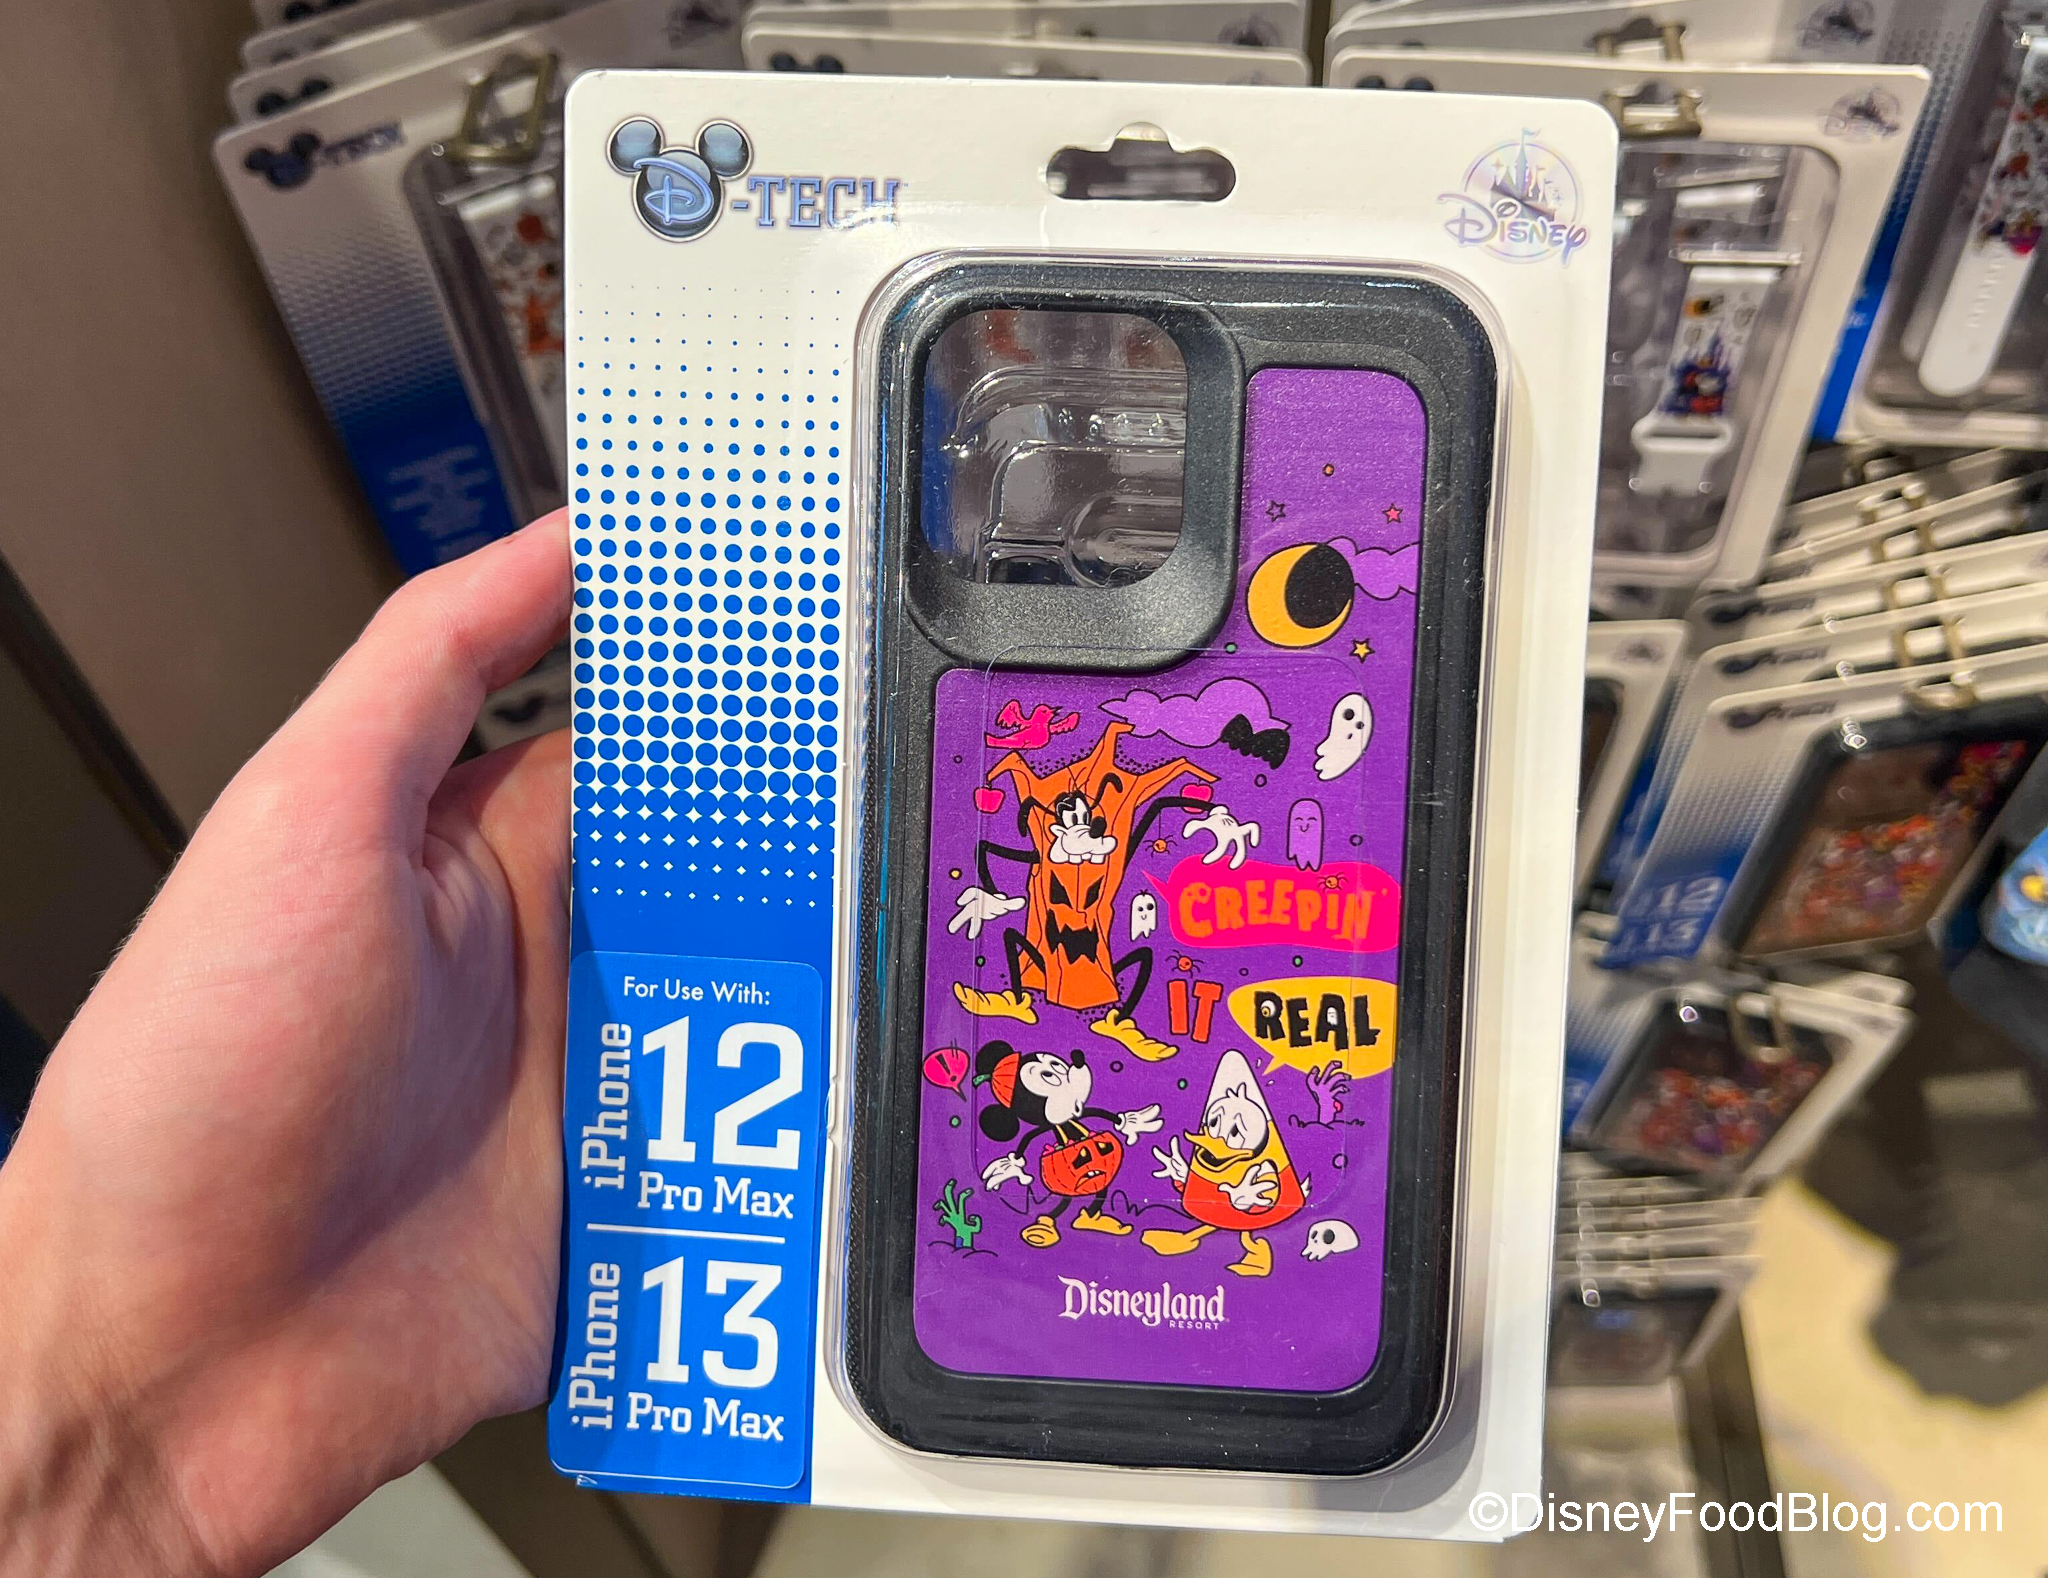 D-TECH
Disney
For Use With:
iPhone 12
Pro Max
iPhone 13
Pro Max
CREEPIN'
IT REAL
!
Disneyland
RESORT
©DisneyFoodBlog.com